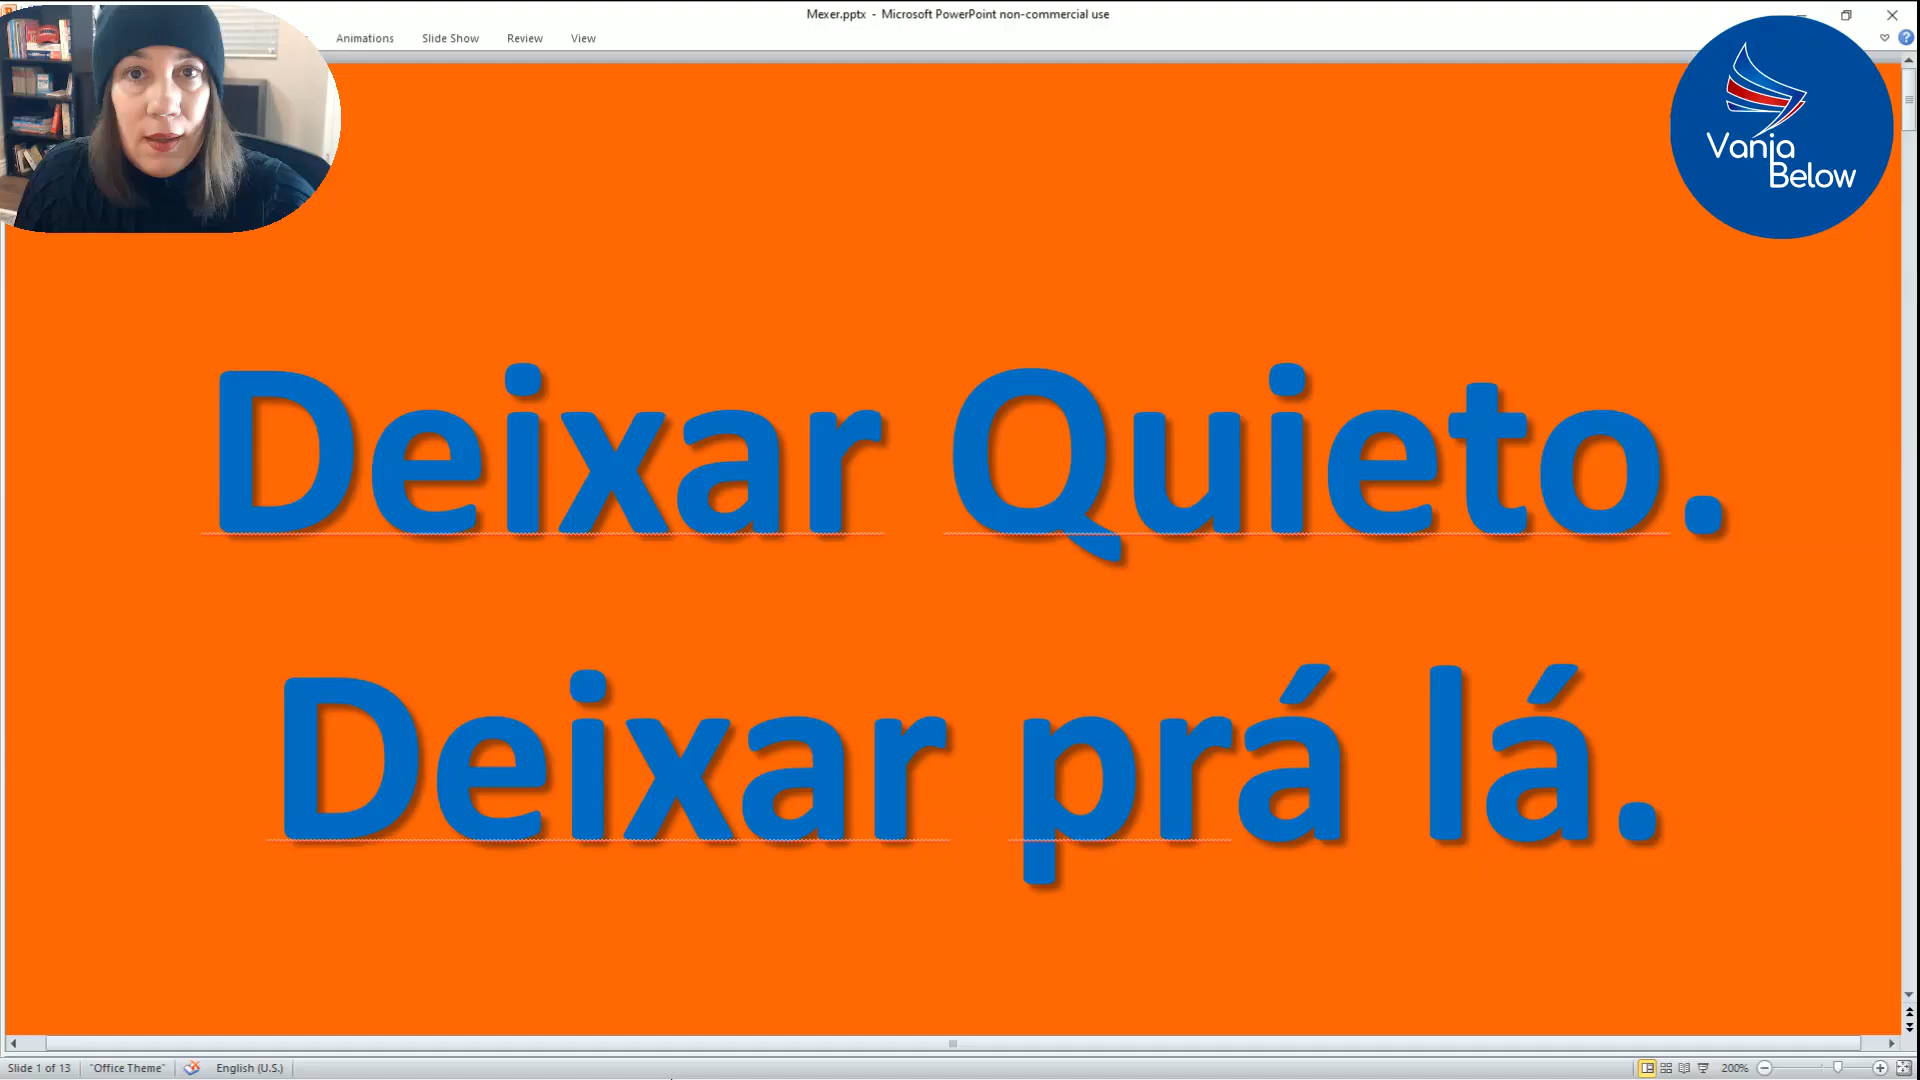 Mexer.pptx - Microsoft PowerPoint non-commercial use
Animations Slide Show Review View
Vania
Below
Deixar Quieto.
Deixar prá lá.
Slide 1 of 13 "Office Theme" English (U.S.) 200%